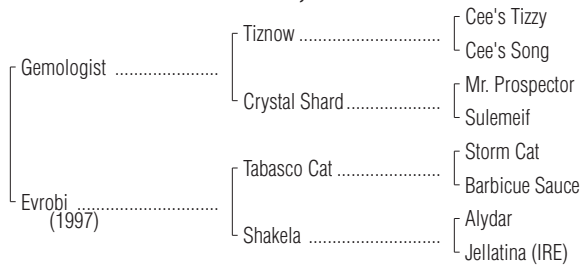 Cee's Tizzy
Tiznow ................................
Cee's Song
Gemologist .......................
Mr. Prospector
Crystal Shard.....................
Sulemeif
Storm Cat
Tabasco Cat .......................
Barbicue Sauce
Evrobi ................................
(1997)
Alydar
Shakela ..............................
Jellatina (IRE)